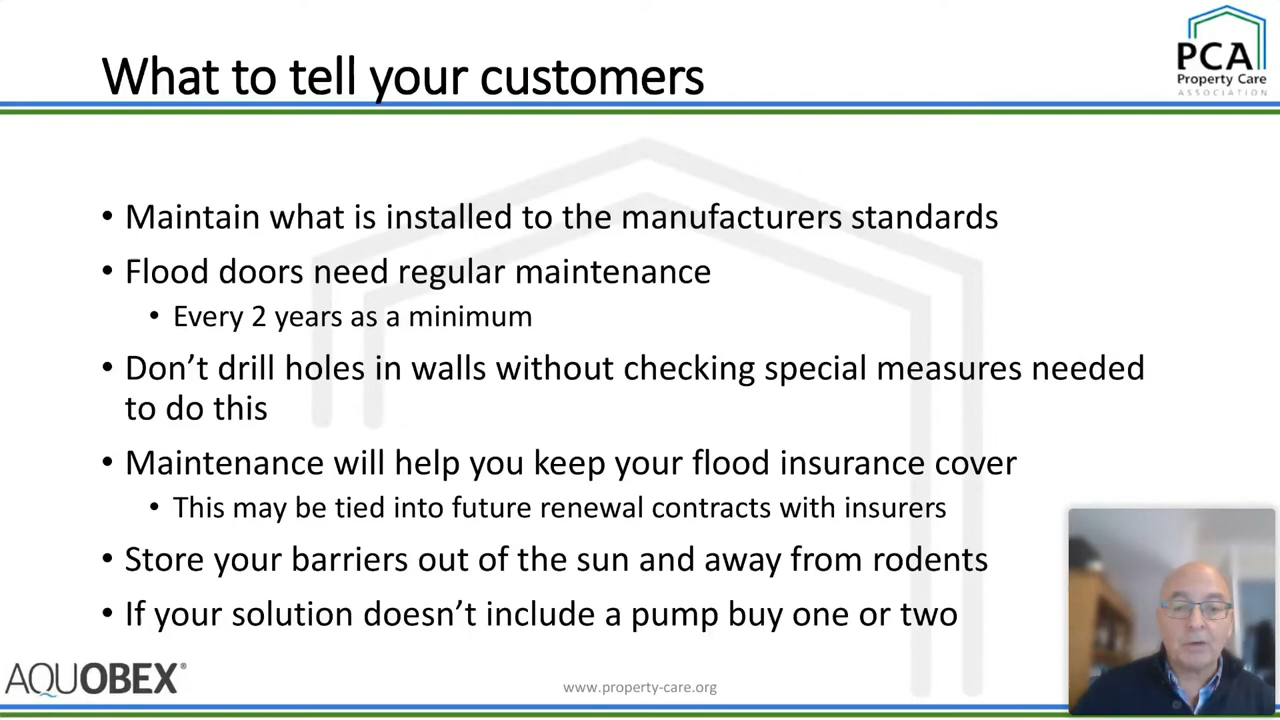 What to tell your customers
PCA
Property Care
ASSOCIATION
• Maintain what is installed to the manufacturers standards
• Flood doors need regular maintenance
• Every 2 years as a minimum
• Don't drill holes in walls without checking special measures needed
to do this
• Maintenance will help you keep your flood insurance cover
• This may be tied into future renewal contracts with insurers
• Store your barriers out of the sun and away from rodents
• If your solution doesn't include a pump buy one or two
AQUOBEX®
www.property-care.org